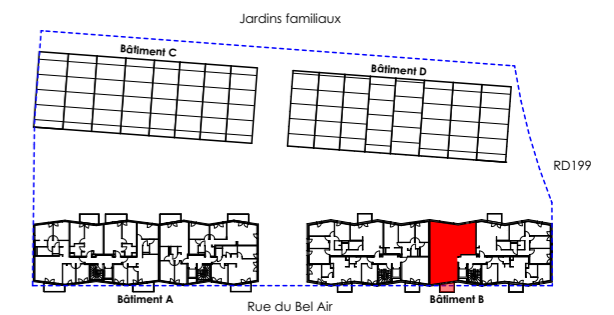 Jardins familiaux
Bâtiment C
Bâtiment D
RD199
Bâtiment A
Rue du Bel Air
Bâtiment B